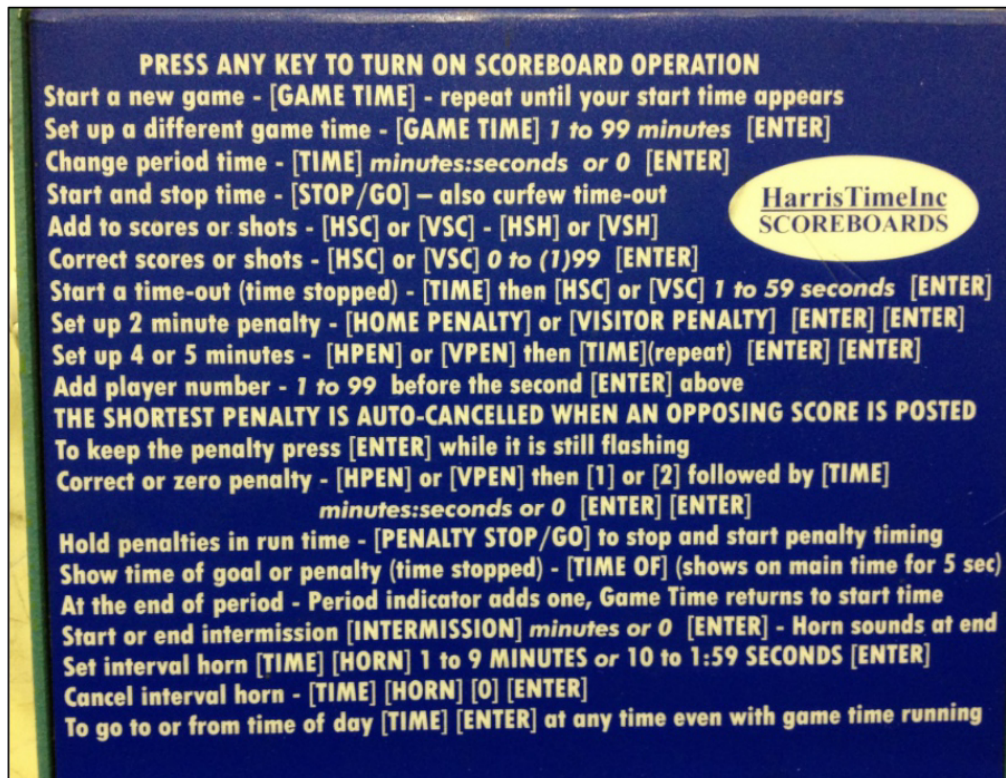 PRESS ANY KEY TO TURN ON SCOREBOARD OPERATION
Start a new game - [GAME TIME] - repeat until your start time appears
Set up a different game time - [GAME TIME] 1 to 99 minutes [ENTER]
Change period time - [TIME] minutes:seconds or 0 [ENTER]
Start and stop time - [STOP/GO] – also curfew time-out
Add to scores or shots - [HSC] or [VSC] - [HSH] or [VSH]
Correct scores or shots - [HSC] or [VSC] 0 to (1)99 [ENTER]
HarrisTimeInc
SCOREBOARDS
Start a time-out (time stopped) - [TIME] then [HSC] or [VSC] 1 to 59 seconds [ENTER]
Set up 2 minute penalty - [HOME PENALTY] or [VISITOR PENALTY] [ENTER] [ENTER]
Set up 4 or 5 minutes - [HPEN] or [VPEN] then [TIME](repeat) [ENTER] [ENTER]
Add player number - 1 to 99 before the second [ENTER] above
THE SHORTEST PENALTY IS AUTO-CANCELLED WHEN AN OPPOSING SCORE IS POSTED
To keep the penalty press [ENTER] while it is still flashing
Correct or zero penalty - [HPEN] or [VPEN] then [1] or [2] followed by [TIME]
minutes:seconds or 0 [ENTER] [ENTER]
Hold penalties in run time - [PENALTY STOP/GO] to stop and start penalty timing
Show time of goal or penalty (time stopped) - [TIME OF] (shows on main time for 5 sec)
At the end of period - Period indicator adds one, Game Time returns to start time
Start or end intermission [INTERMISSION] minutes or 0 [ENTER] - Horn sounds at end
Set interval horn [TIME] [HORN] 1 to 9 MINUTES or 10 to 1:59 SECONDS [ENTER]
Cancel interval horn - [TIME] [HORN] [0] [ENTER]
To go to or from time of day [TIME] [ENTER] at any time even with game time running